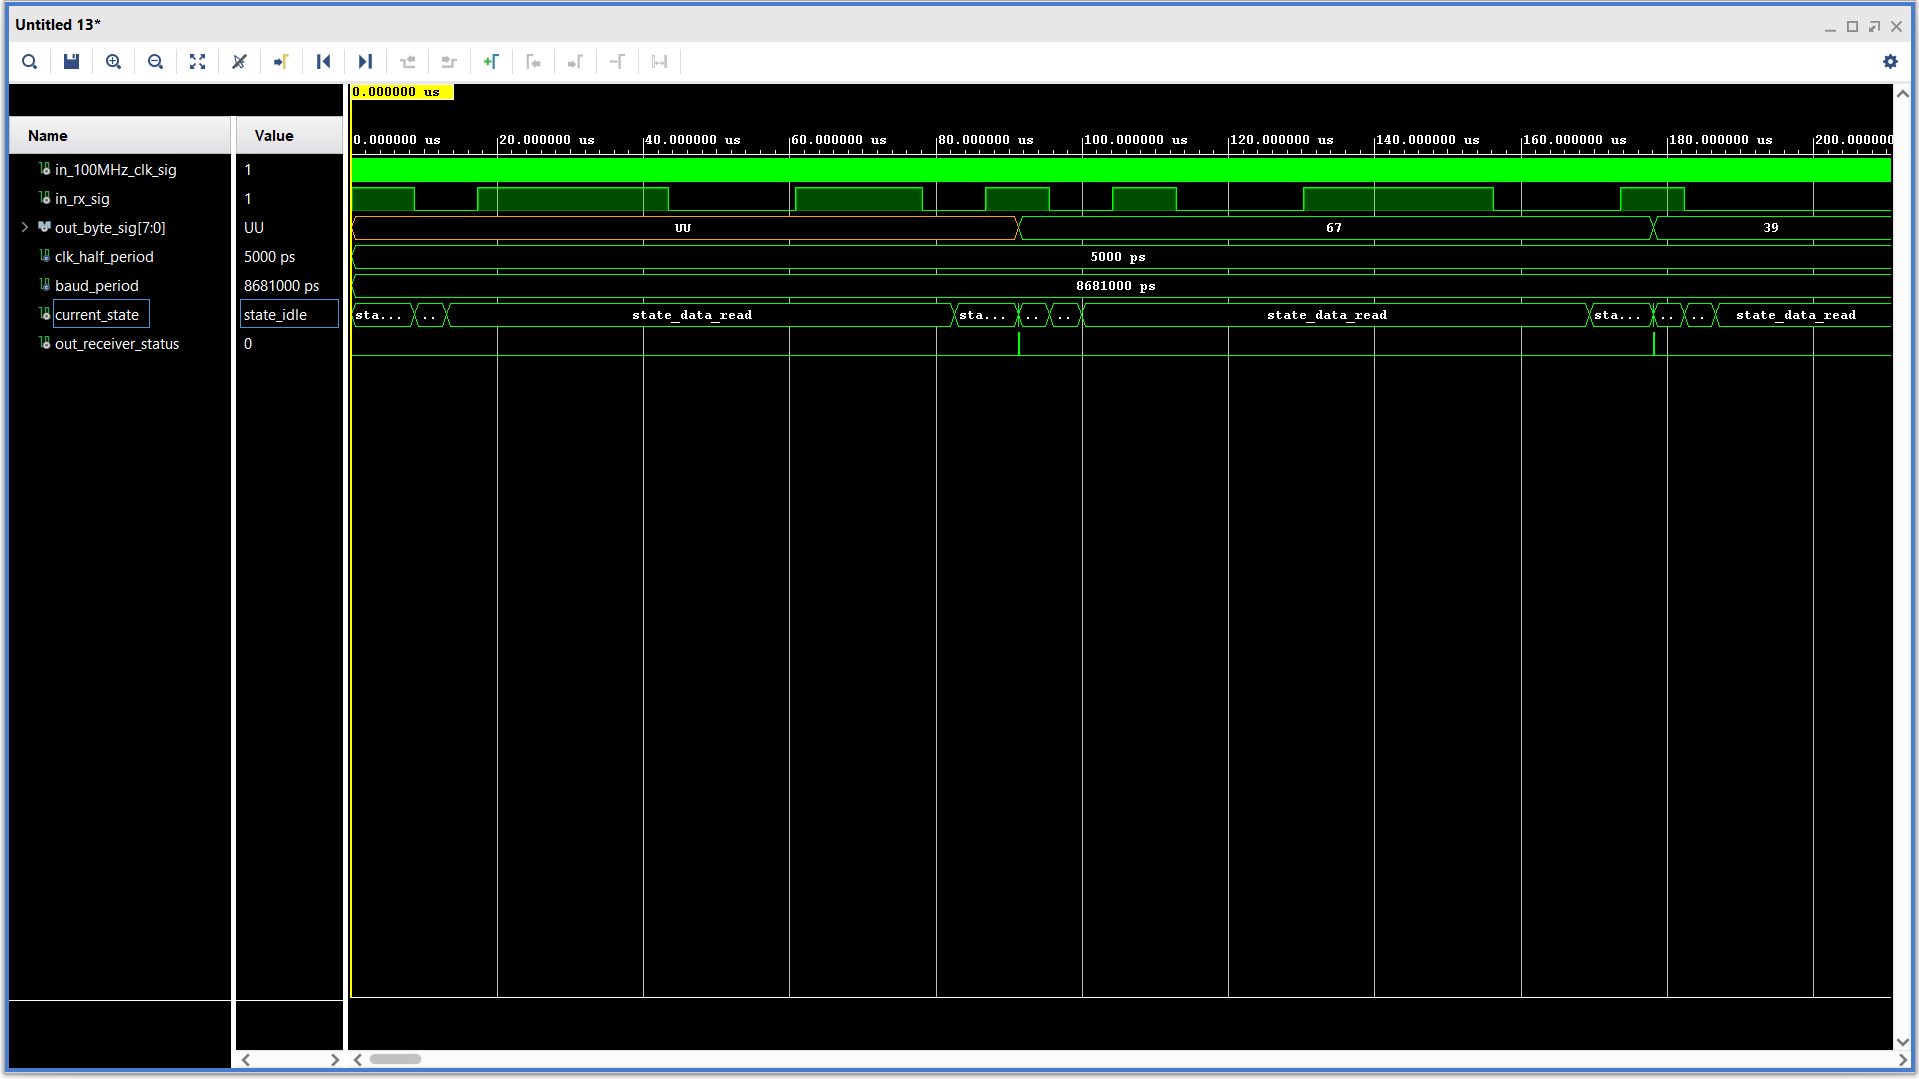 Untitled 13*
0.000000 us
Name Value
0.000000 us 20.000000 us 40.000000 us 60.000000 us 80.000000 us 100.000000 us 120.000000 us 140.000000 us 160.000000 us 180.000000 us 200.000000
in_100MHz_clk_sig 1
in_rx_sig 1
out_byte_sig[7:0] UU UU 67 39
clk_half_period 5000 ps 5000 ps
baud_period 8681000 ps 8681000 ps
current_state state_idle sta... .. state_data_read sta... .. .. state_data_read sta... .. .. state_data_read
out_receiver_status 0